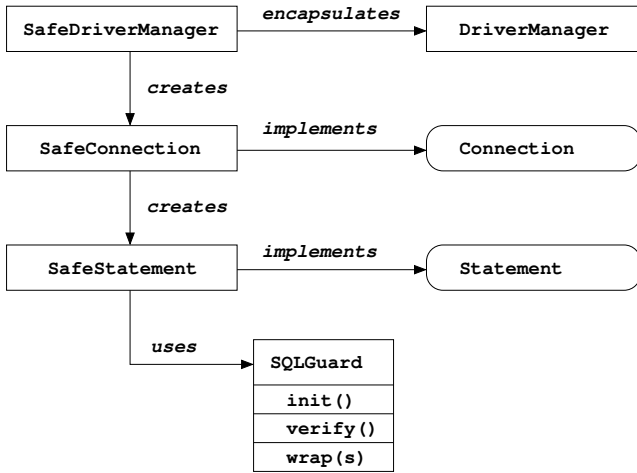 encapsulates
SafeDriverManager
DriverManager
creates
implements
SafeConnection
Connection
creates
implements
SafeStatement
Statement
uses
SQLGuard
init()
verify()
wrap(s)